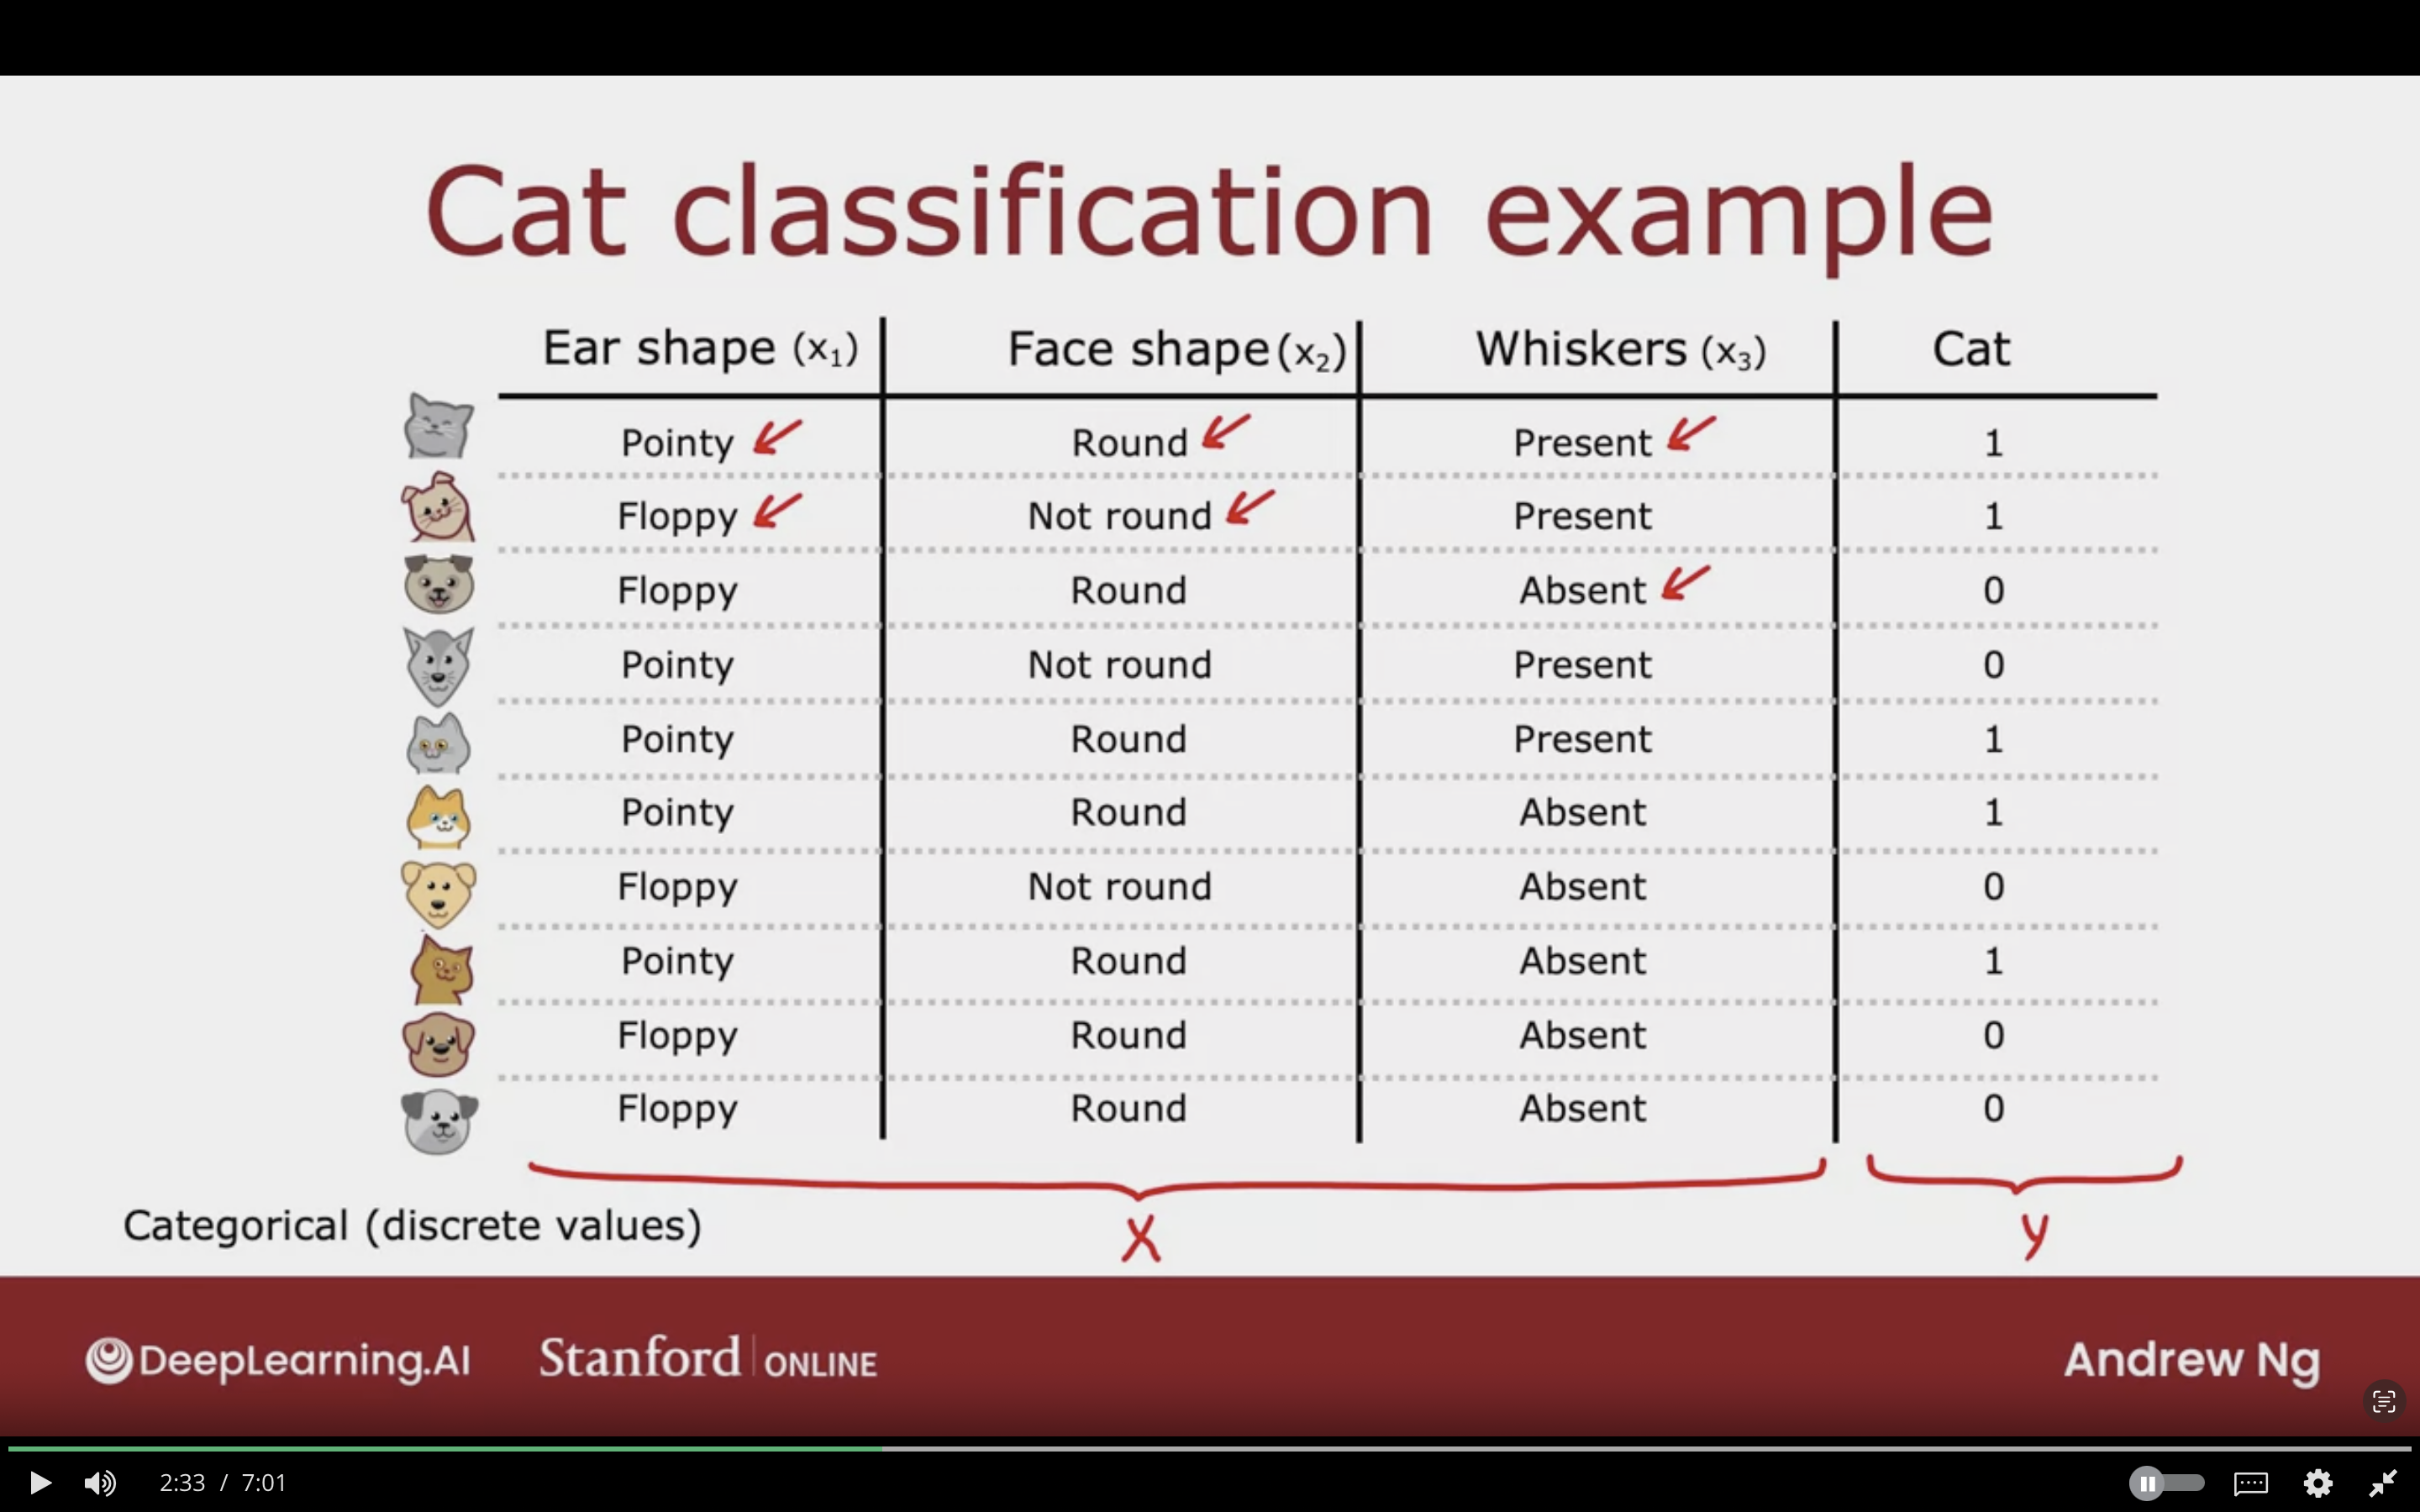 Cat classification example
Ear shape (x₁) Face shape (x₂) Whiskers (x₃) Cat
Pointy Round Present 1
Floppy Not round Present 1
Floppy Round Absent 0
Pointy Not round Present 0
Pointy Round Present 1
Pointy Round Absent 1
Floppy Not round Absent 0
Pointy Round Absent 1
Floppy Round Absent 0
Floppy Round Absent 0
Categorical (discrete values) X y
DeepLearning.AI Stanford ONLINE Andrew Ng
2:33 / 7:01